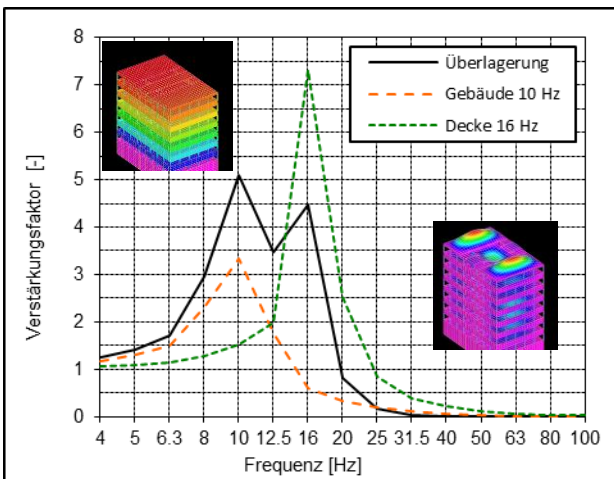 8
7
6
5
4
3
2
1
0
Verstärkungsfaktor [-]
Überlagerung
Gebäude 10 Hz
Decke 16 Hz
4 5 6.3 8 10 12.5 16 20 25 31.5 40 50 63 80 100
Frequenz [Hz]